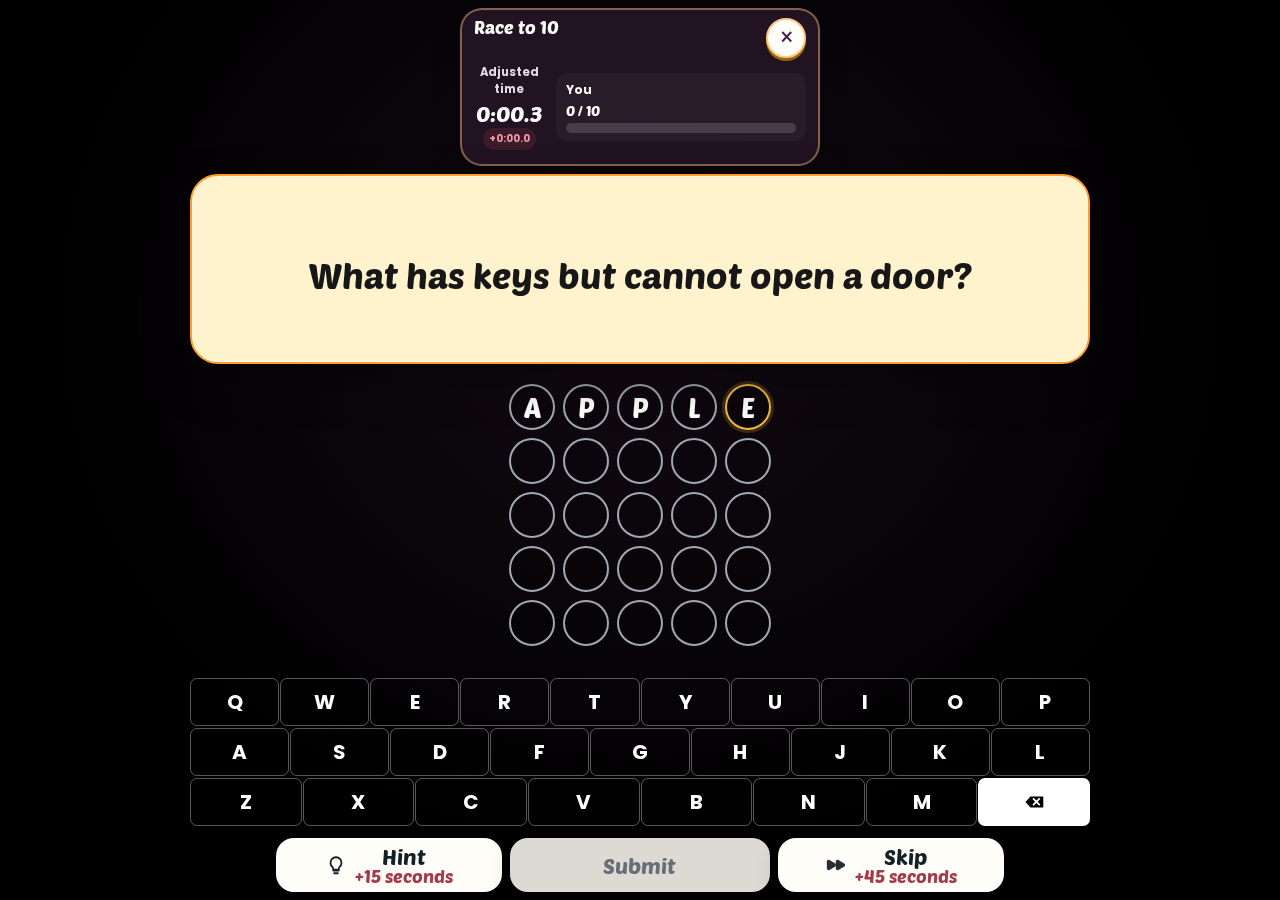 Race to 10
×
Adjusted
time
0:00.3
+0:00.0
You
0 / 10
What has keys but cannot open a door?
A P P L E
Q W E R T Y U I O P
A S D F G H J K L
Z X C V B N M
Hint
+15 seconds
Submit
Skip
+45 seconds